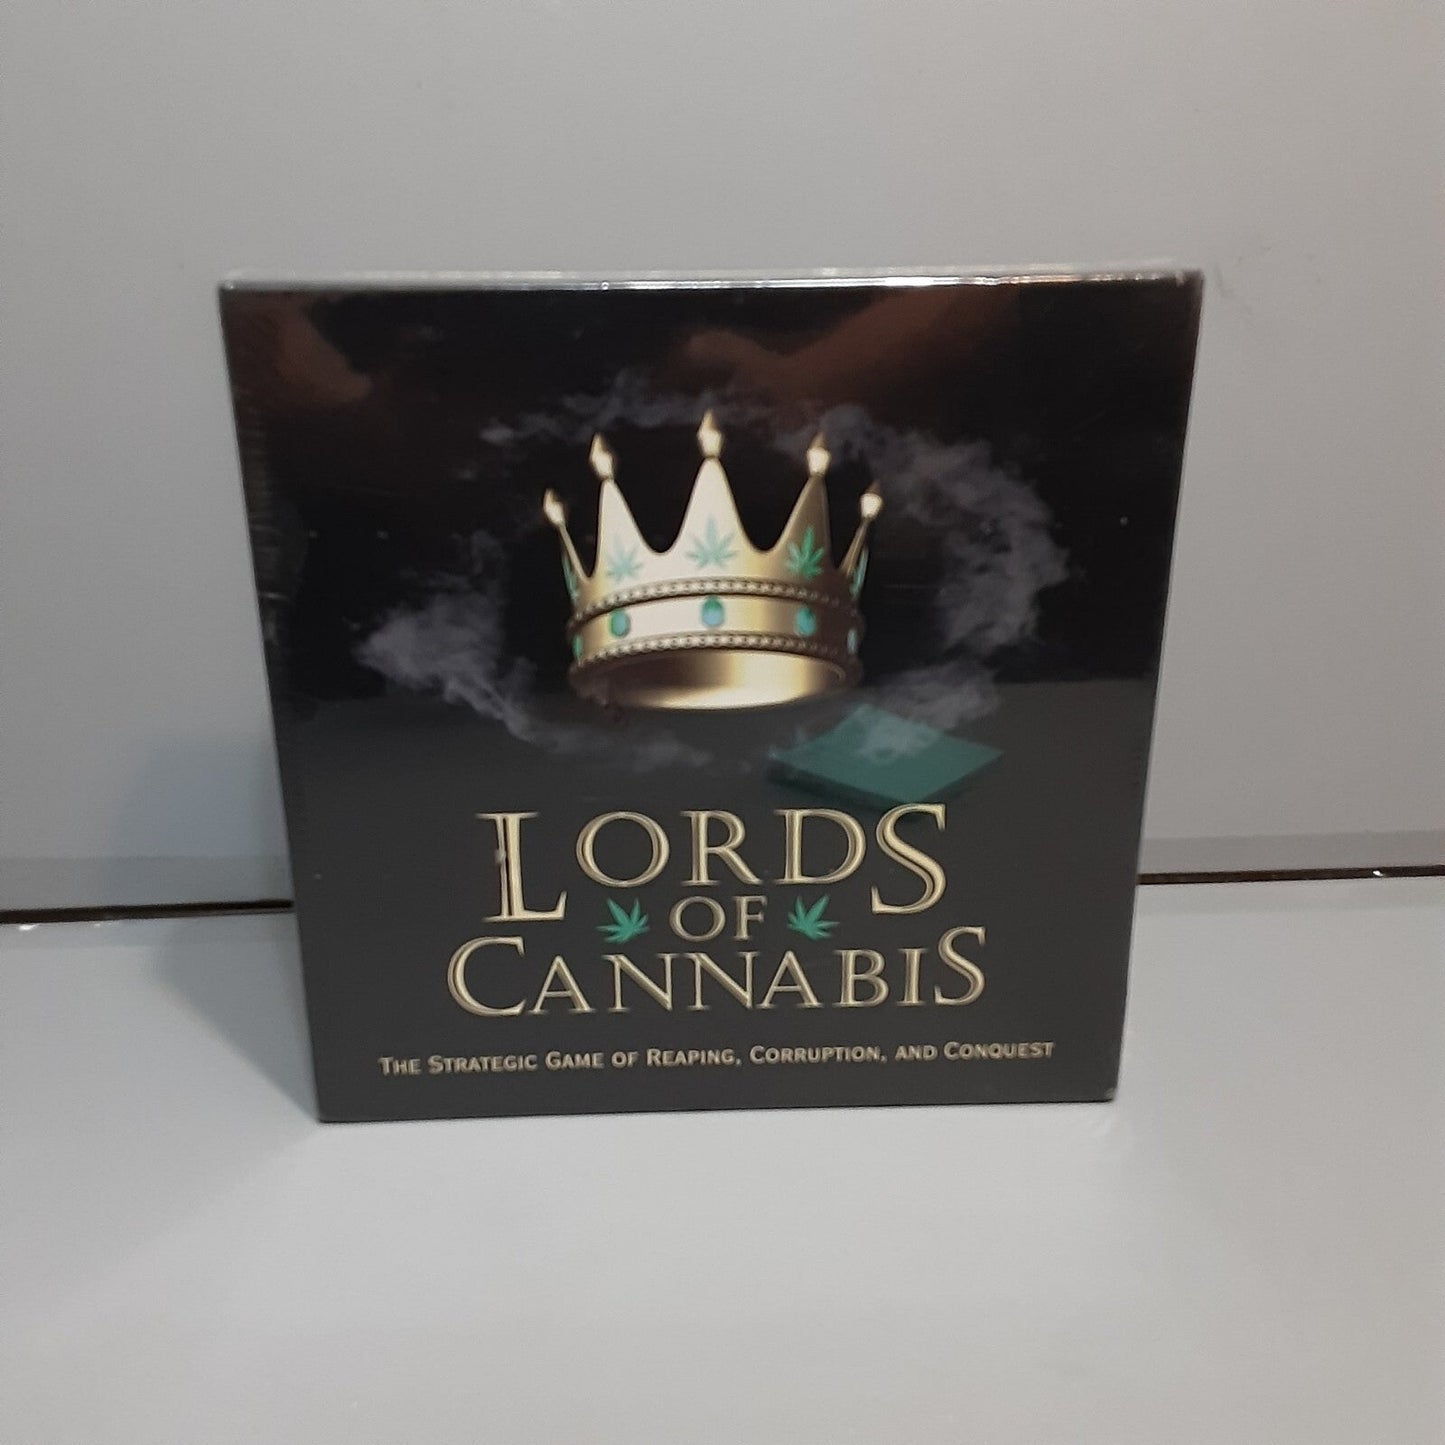 LORDS
OF
CANNABIS
THE STRATEGIC GAME OF REAPING, CORRUPTION, AND CONQUEST